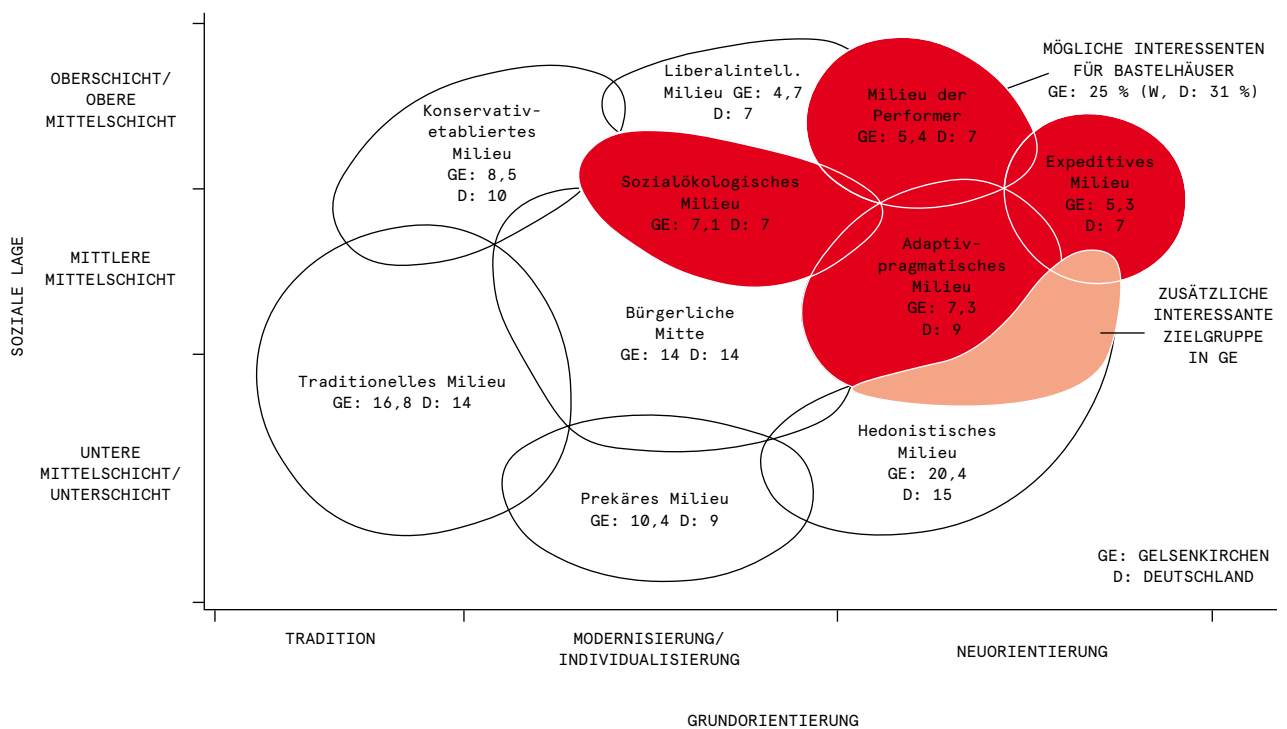 SOZIALE LAGE
OBERSCHICHT/
OBERE
MITTELSCHICHT
MITTLERE
MITTELSCHICHT
UNTERE
MITTELSCHICHT/
UNTERSCHICHT
Konservativ-
etabliertes
Milieu
GE: 8,5
D: 10
Liberalintell.
Milieu GE: 4,7
D: 7
Milieu der
Performer
GE: 5,4 D: 7
MÖGLICHE INTERESSENTEN
FÜR BASTELHÄUSER
GE: 25 % (W, D: 31 %)
Expeditives
Milieu
GE: 5,3
D: 7
Sozialökologisches
Milieu
GE: 7,1 D: 7
Adaptiv-
pragmatisches
Milieu
GE: 7,3
D: 9
ZUSÄTZLICHE
INTERESSANTE
ZIELGRUPPE
IN GE
Bürgerliche
Mitte
GE: 14 D: 14
Traditionelles Milieu
GE: 16,8 D: 14
Hedonistisches
Milieu
GE: 20,4
D: 15
Prekäres Milieu
GE: 10,4 D: 9
GE: GELSENKIRCHEN
D: DEUTSCHLAND
TRADITION
MODERNISIERUNG/
INDIVIDUALISIERUNG
NEUORIENTIERUNG
GRUNDORIENTIERUNG